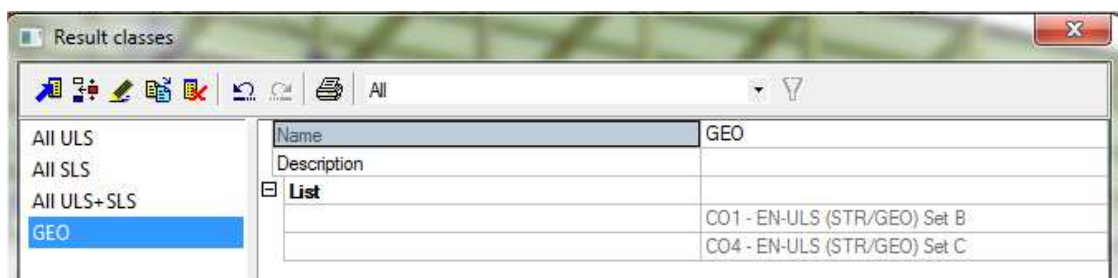 Result classes
All
All ULS
All SLS
All ULS+SLS
GEO
Name GEO
Description
List
CO1 - EN-ULS (STR/GEO) Set B
CO4 - EN-ULS (STR/GEO) Set C